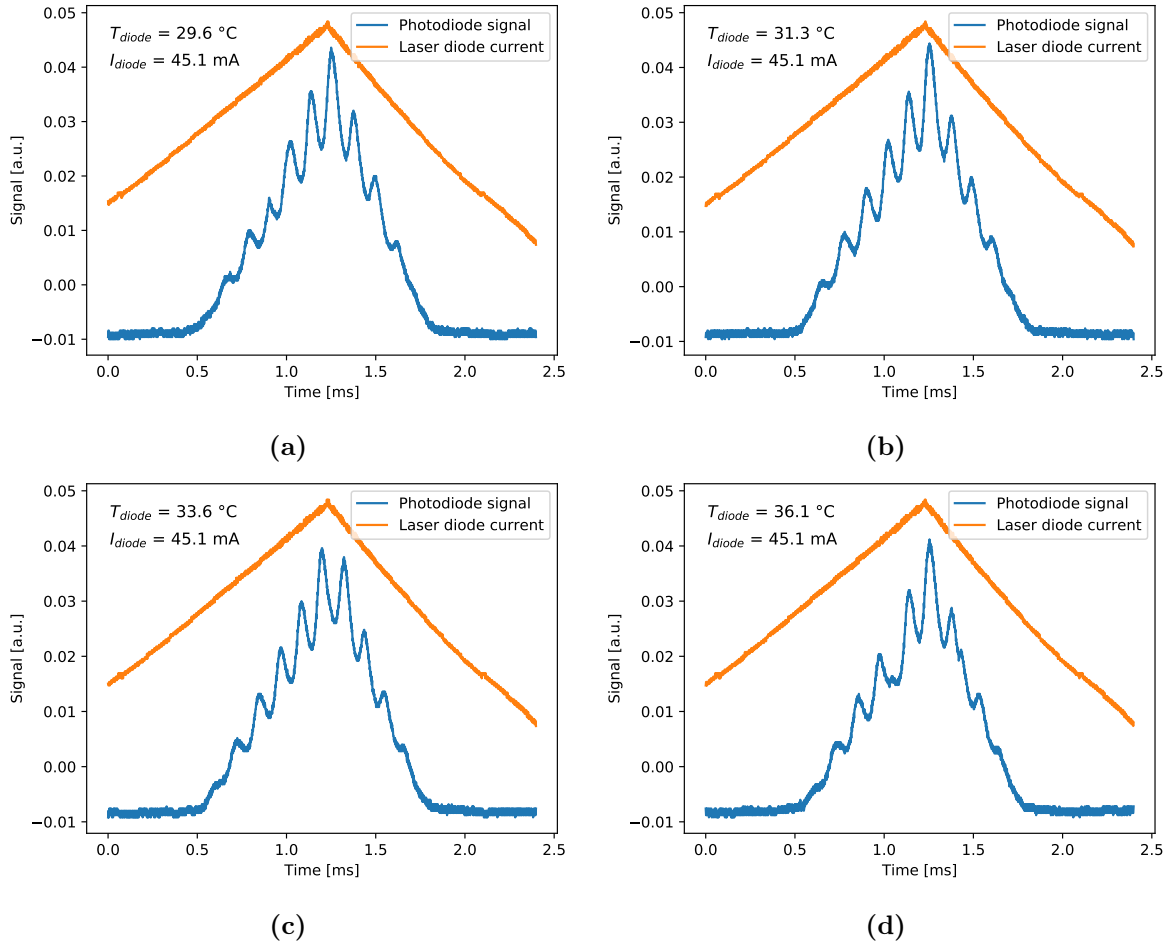 0.05
0.04
0.03
0.02
0.01
0.00
−0.01
Signal [a.u.]
T_diode = 29.6 °C
I_diode = 45.1 mA
Photodiode signal
Laser diode current
0.0 0.5 1.0 1.5 2.0 2.5
Time [ms]
(a)
0.05
0.04
0.03
0.02
0.01
0.00
−0.01
Signal [a.u.]
T_diode = 31.3 °C
I_diode = 45.1 mA
Photodiode signal
Laser diode current
0.0 0.5 1.0 1.5 2.0 2.5
Time [ms]
(b)
0.05
0.04
0.03
0.02
0.01
0.00
−0.01
Signal [a.u.]
T_diode = 33.6 °C
I_diode = 45.1 mA
Photodiode signal
Laser diode current
0.0 0.5 1.0 1.5 2.0 2.5
Time [ms]
(c)
0.05
0.04
0.03
0.02
0.01
0.00
−0.01
Signal [a.u.]
T_diode = 36.1 °C
I_diode = 45.1 mA
Photodiode signal
Laser diode current
0.0 0.5 1.0 1.5 2.0 2.5
Time [ms]
(d)